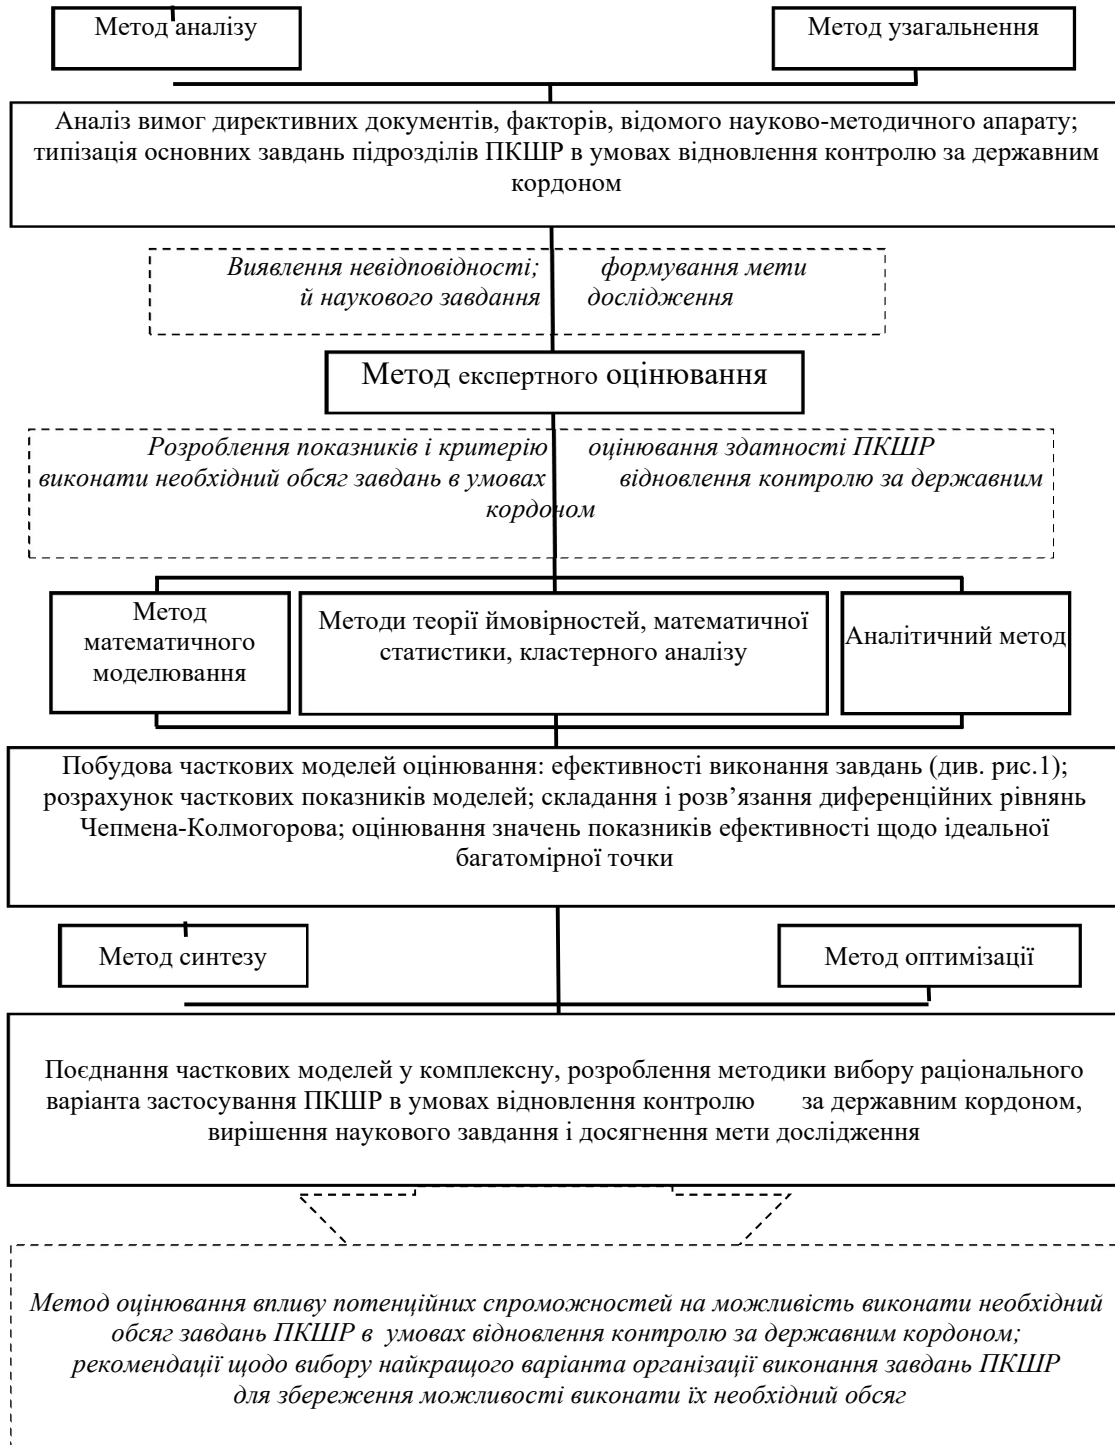 Метод аналізу
Метод узагальнення
Аналіз вимог директивних документів, факторів, відомого науково-методичного апарату;
типізація основних завдань підрозділів ПКШР в умовах відновлення контролю за державним
кордоном
Виявлення невідповідності; формування мети
й наукового завдання дослідження
Метод експертного оцінювання
Розроблення показників і критерію оцінювання здатності ПКШР
виконати необхідний обсяг завдань в умовах відновлення контролю за державним
кордоном
Метод
математичного
моделювання
Методи теорії ймовірностей, математичної
статистики, кластерного аналізу
Аналітичний метод
Побудова часткових моделей оцінювання: ефективності виконання завдань (див. рис.1);
розрахунок часткових показників моделей; складання і розв’язання диференційних рівнянь
Чепмена-Колмогорова; оцінювання значень показників ефективності щодо ідеальної
багатомірної точки
Метод синтезу
Метод оптимізації
Поєднання часткових моделей у комплексну, розроблення методики вибору раціонального
варіанта застосування ПКШР в умовах відновлення контролю за державним кордоном,
вирішення наукового завдання і досягнення мети дослідження
Метод оцінювання впливу потенційних спроможностей на можливість виконати необхідний
обсяг завдань ПКШР в умовах відновлення контролю за державним кордоном;
рекомендації щодо вибору найкращого варіанта організації виконання завдань ПКШР
для збереження можливості виконати їх необхідний обсяг